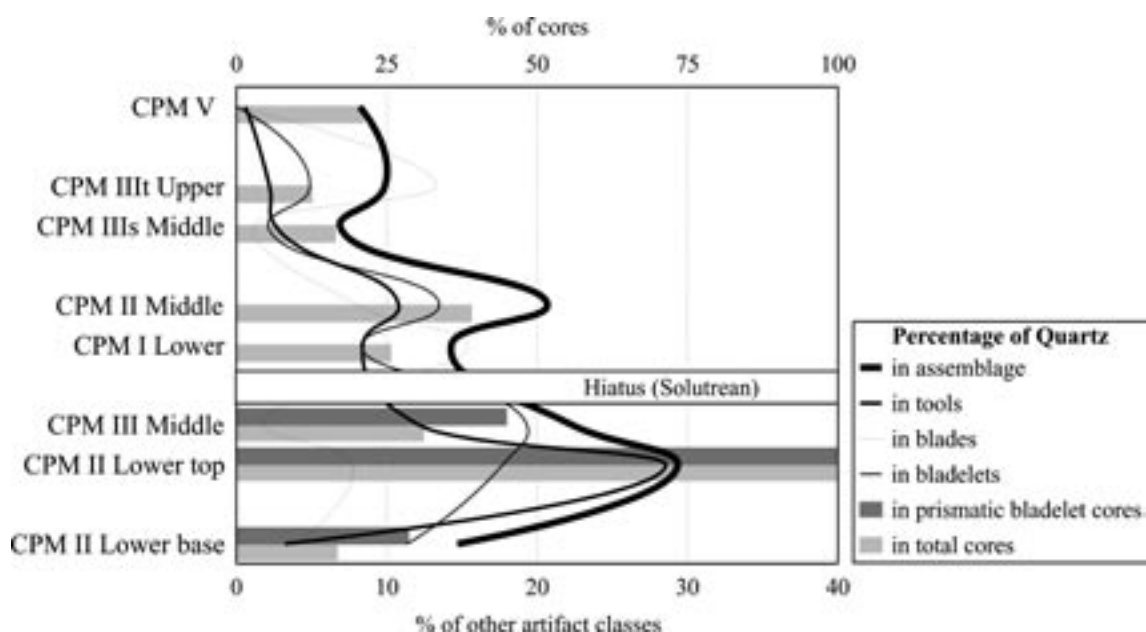 % of cores
0 25 50 75 100
CPM V
CPM IIIt Upper
CPM IIIs Middle
CPM II Middle
CPM I Lower
Hiatus (Solutrean)
CPM III Middle
CPM II Lower top
CPM II Lower base
0 10 20 30 40
% of other artifact classes
Percentage of Quartz
in assemblage
in tools
in blades
in bladelets
in prismatic bladelet cores
in total cores